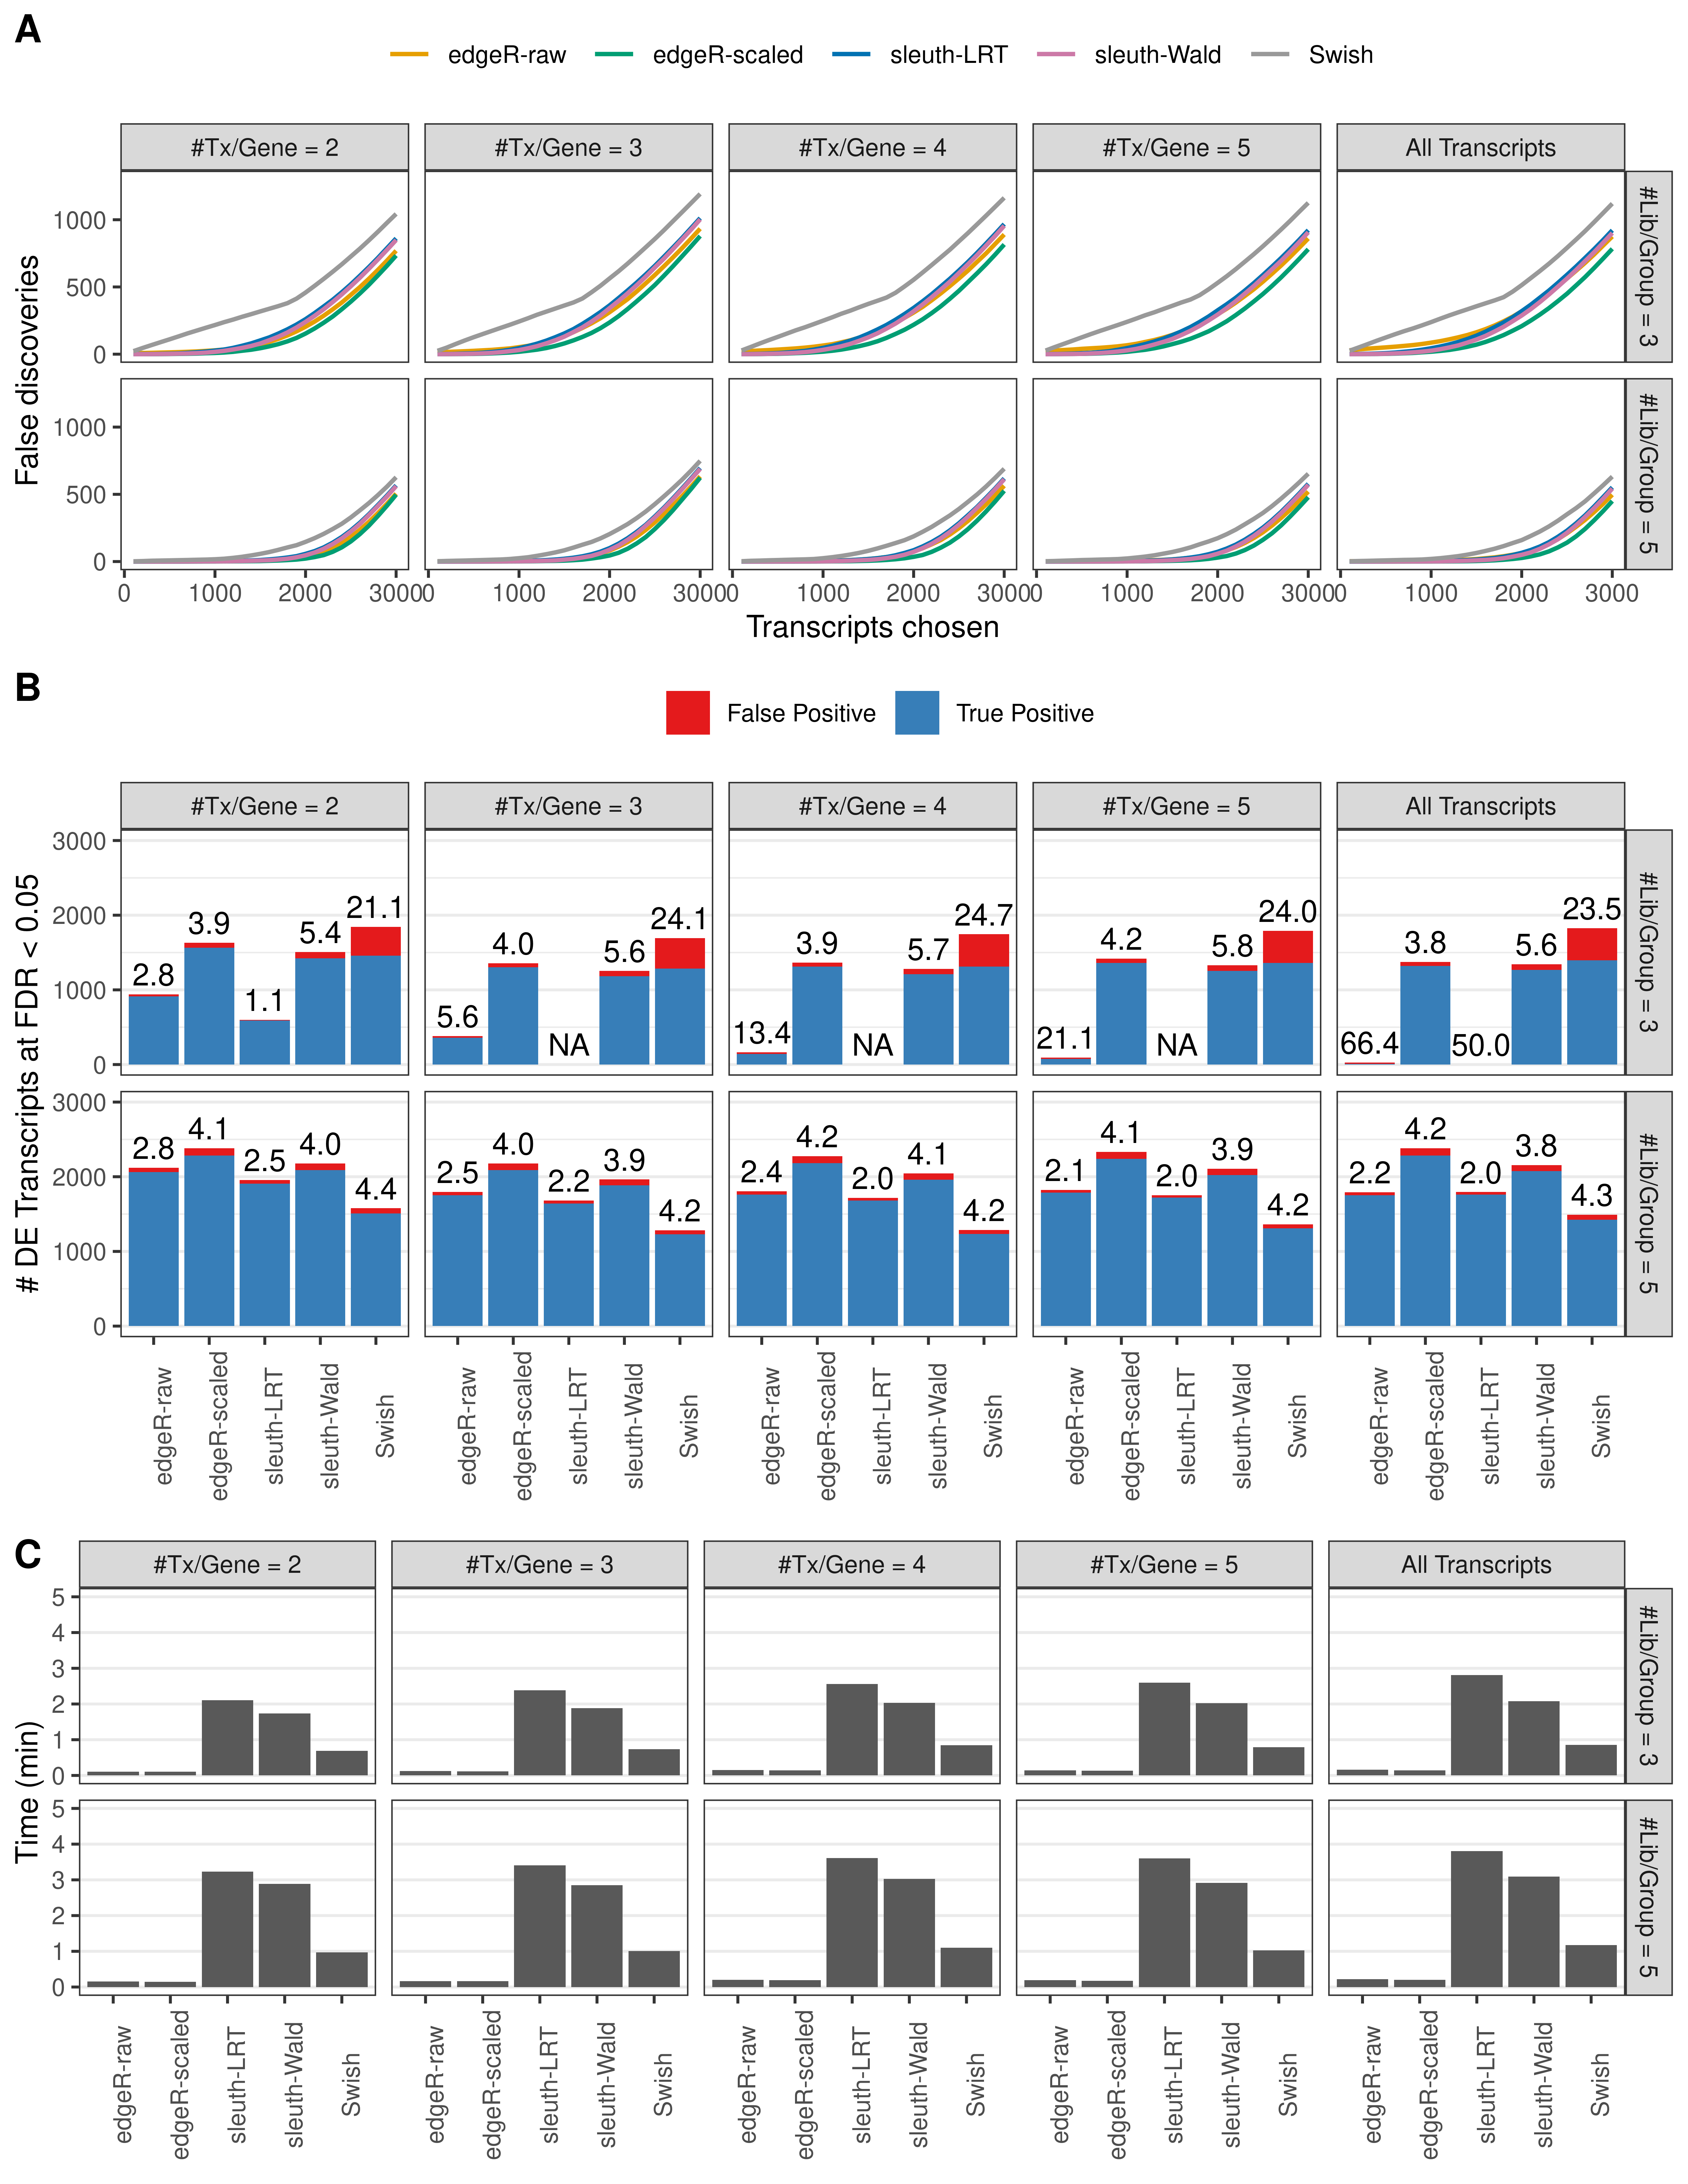 A
edgeR-raw edgeR-scaled sleuth-LRT sleuth-Wald Swish
#Tx/Gene = 2 #Tx/Gene = 3 #Tx/Gene = 4 #Tx/Gene = 5 All Transcripts
False discoveries
1000
500
0
#Lib/Group = 3
1000
500
0
#Lib/Group = 5
0 1000 2000 3000 0 1000 2000 3000 0 1000 2000 3000 0 1000 2000 3000 0 1000 2000 3000
Transcripts chosen
B
False Positive True Positive
#Tx/Gene = 2 #Tx/Gene = 3 #Tx/Gene = 4 #Tx/Gene = 5 All Transcripts
# DE Transcripts at FDR < 0.05
3000
2000
1000
0
2.8 3.9 1.1 5.4 21.1
5.6 4.0 NA 5.6 24.1
13.4 3.9 NA 5.7 24.7
21.1 4.2 NA 5.8 24.0
66.4 3.8 50.0 5.6 23.5
#Lib/Group = 3
3000
2000
1000
0
2.8 4.1 2.5 4.0 4.4
2.5 4.0 2.2 3.9 4.2
2.4 4.2 2.0 4.1 4.2
2.1 4.1 2.0 3.9 4.2
2.2 4.2 2.0 3.8 4.3
#Lib/Group = 5
edgeR-raw edgeR-scaled sleuth-LRT sleuth-Wald Swish
edgeR-raw edgeR-scaled sleuth-LRT sleuth-Wald Swish
edgeR-raw edgeR-scaled sleuth-LRT sleuth-Wald Swish
edgeR-raw edgeR-scaled sleuth-LRT sleuth-Wald Swish
edgeR-raw edgeR-scaled sleuth-LRT sleuth-Wald Swish
C
#Tx/Gene = 2 #Tx/Gene = 3 #Tx/Gene = 4 #Tx/Gene = 5 All Transcripts
Time (min)
5
4
3
2
1
0
#Lib/Group = 3
5
4
3
2
1
0
#Lib/Group = 5
edgeR-raw edgeR-scaled sleuth-LRT sleuth-Wald Swish
edgeR-raw edgeR-scaled sleuth-LRT sleuth-Wald Swish
edgeR-raw edgeR-scaled sleuth-LRT sleuth-Wald Swish
edgeR-raw edgeR-scaled sleuth-LRT sleuth-Wald Swish
edgeR-raw edgeR-scaled sleuth-LRT sleuth-Wald Swish